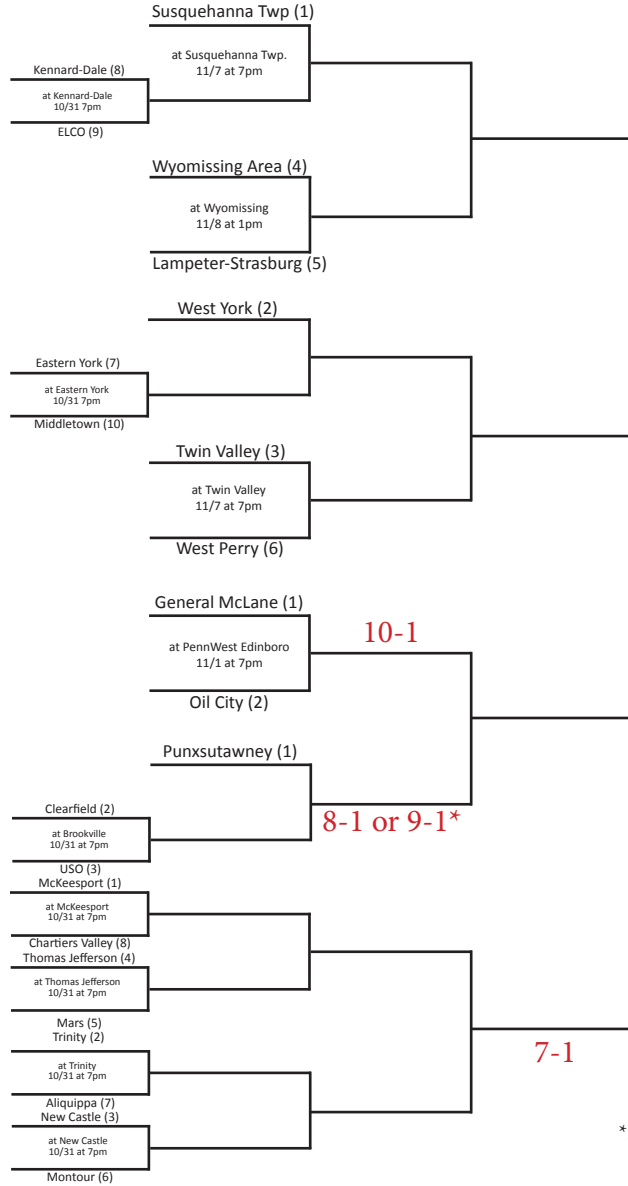 Susquehanna Twp (1)
at Susquehanna Twp.
11/7 at 7pm
Kennard-Dale (8)
at Kennard-Dale
10/31 7pm
ELCO (9)
Wyomissing Area (4)
at Wyomissing
11/8 at 1pm
Lampeter-Strasburg (5)
West York (2)
Eastern York (7)
at Eastern York
10/31 7pm
Middletown (10)
Twin Valley (3)
at Twin Valley
11/7 at 7pm
West Perry (6)
General McLane (1)
10-1
at PennWest Edinboro
11/1 at 7pm
Oil City (2)
Punxsutawney (1)
8-1 or 9-1*
Clearfield (2)
at Brookville
10/31 at 7pm
USO (3)
McKeesport (1)
at McKeesport
10/31 at 7pm
Chartiers Valley (8)
Thomas Jefferson (4)
at Thomas Jefferson
10/31 at 7pm
Mars (5)
Trinity (2)
7-1
at Trinity
10/31 at 7pm
Aliquippa (7)
New Castle (3)
at New Castle
10/31 at 7pm
Montour (6)
*